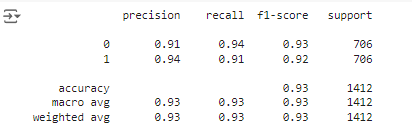 precision recall f1-score support
0 0.91 0.94 0.93 706
1 0.94 0.91 0.92 706
accuracy 0.93 1412
macro avg 0.93 0.93 0.93 1412
weighted avg 0.93 0.93 0.93 1412